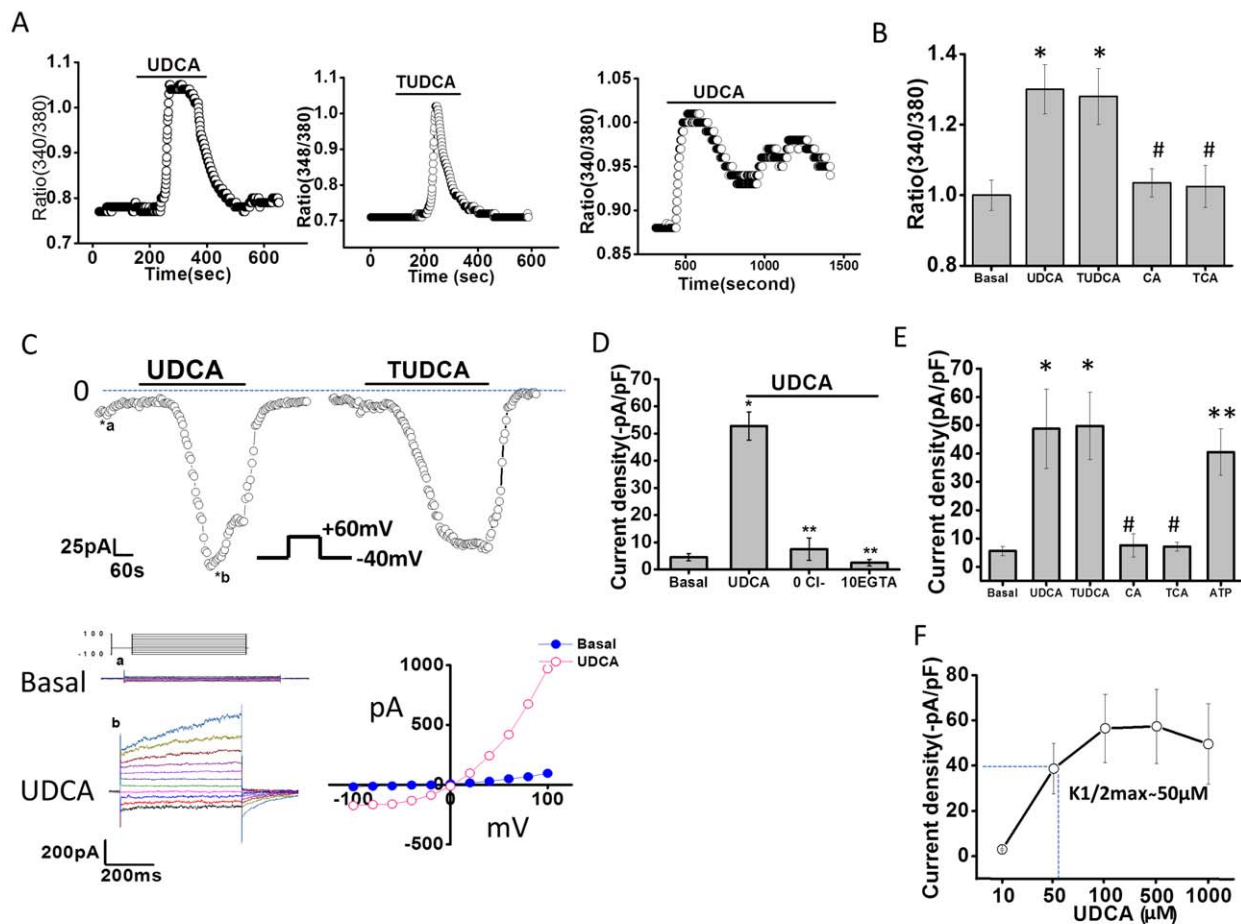 A
UDCA
Ratio(340/380)
1.1
1.0
0.9
0.8
0.7
0 200 400 600
Time(sec)
TUDCA
Ratio(348/380)
1.1
1.0
0.9
0.8
0.7
0 200 400 600
Time (sec)
UDCA
1.05
1.00
0.95
0.90
0.85
Ratio(340/380)
500 1000 1500
Time(second)
B
Ratio(340/380)
1.4
1.2
1.0
0.8
* * # #
Basal UDCA TUDCA CA TCA
C
UDCA TUDCA
0
*a
*b
25pA
60s
+60mV
-40mV
100
-100
a
Basal
b
UDCA
200pA
200ms
Basal
UDCA
1000
pA
500
0
-100 0 100
mV
-500
D
UDCA
Current density(-pA/pF)
70
60
50
40
30
20
10
0
* ** **
Basal UDCA 0 Cl- 10EGTA
E
Current density(pA/pF)
70
60
50
40
30
20
10
0
* * # # **
Basal UDCA TUDCA CA TCA ATP
F
Current density(-pA/pF)
80
60
40
20
0
K1/2max~50µM
10 50 100 500 1000
UDCA (µM)